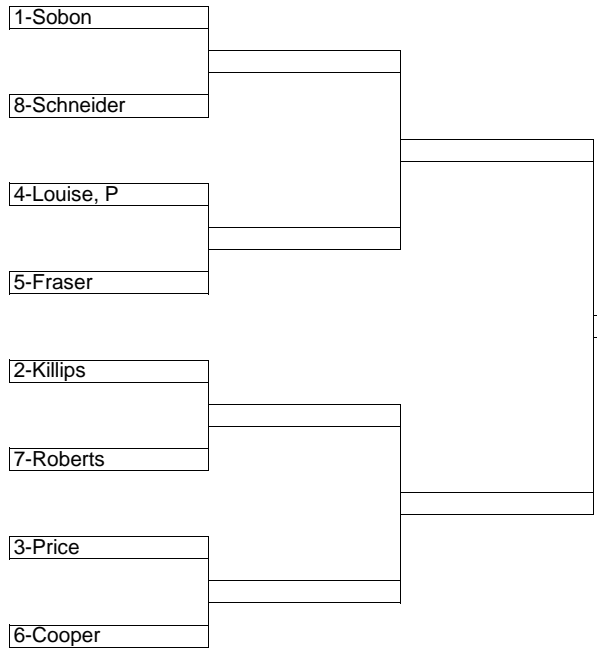 1-Sobon
8-Schneider
4-Louise, P
5-Fraser
2-Killips
7-Roberts
3-Price
6-Cooper